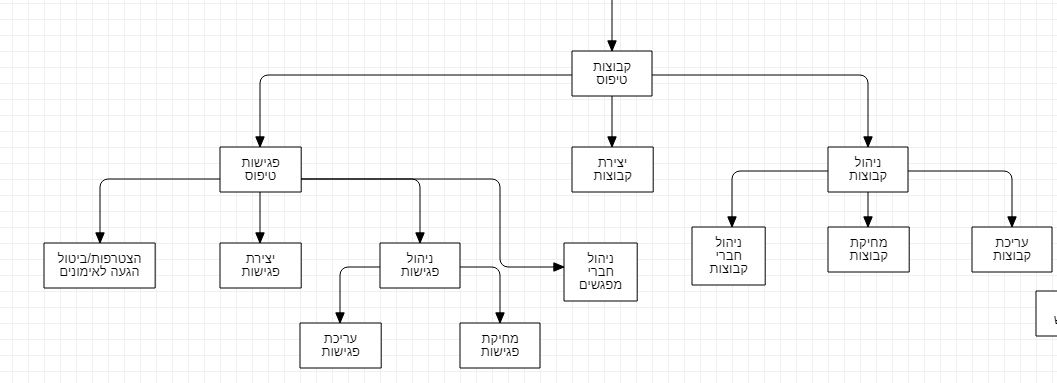 קבוצות
טיפוס
פגישות
טיפוס
יצירת
קבוצות
ניהול
קבוצות
הצטרפות/ביטול
הגעה לאימונים
יצירת
פגישות
ניהול
פגישות
ניהול
חברי
מפגשים
ניהול
חברי
קבוצות
מחיקת
קבוצות
עריכת
קבוצות
עריכת
פגישות
מחיקת
פגישות